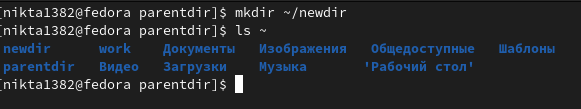 [nikta1382@fedora parentdir]$ mkdir ~/newdir
[nikta1382@fedora parentdir]$ ls ~
newdir work Документы Изображения Общедоступные Шаблоны
parentdir Видео Загрузки Музыка 'Рабочий стол'
[nikta1382@fedora parentdir]$